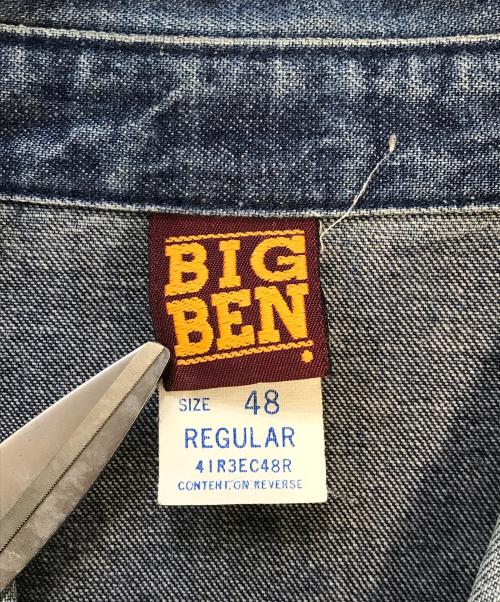 BIG
BEN
SIZE 48
REGULAR
41R3EC48R
CONTENT ON REVERSE